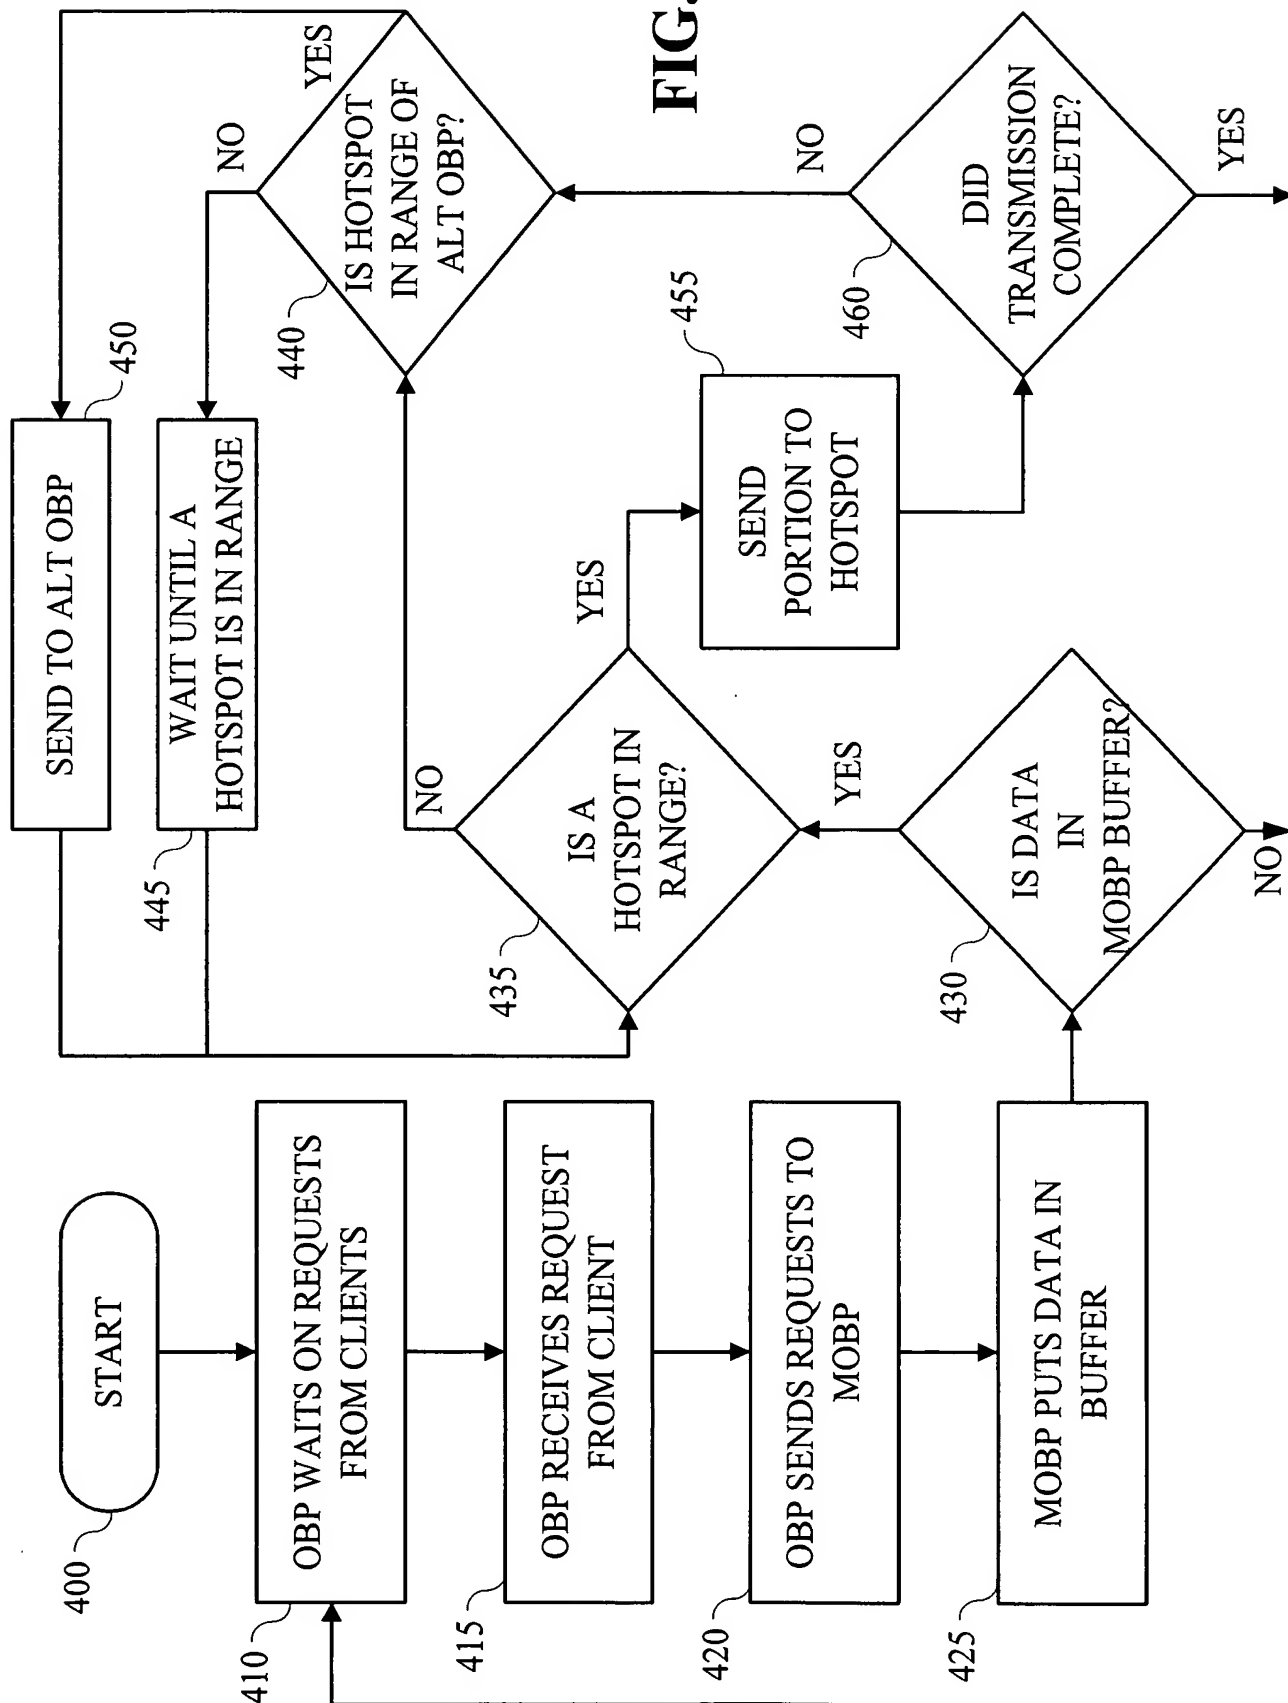 400
START
410
OBP WAITS ON REQUESTS
FROM CLIENTS
415
OBP RECEIVES REQUEST
FROM CLIENT
420
OBP SENDS REQUESTS TO
MOBP
425
MOBP PUTS DATA IN
BUFFER
430
IS DATA
IN
MOBP BUFFER?
NO
YES
435
IS A
HOTSPOT IN
RANGE?
NO
YES
440
IS HOTSPOT
IN RANGE OF
ALT OBP?
NO
YES
445
WAIT UNTIL A
HOTSPOT IS IN RANGE
450
SEND TO ALT OBP
455
SEND
PORTION TO
HOTSPOT
460
DID
TRANSMISSION
COMPLETE?
NO
YES
FIG.